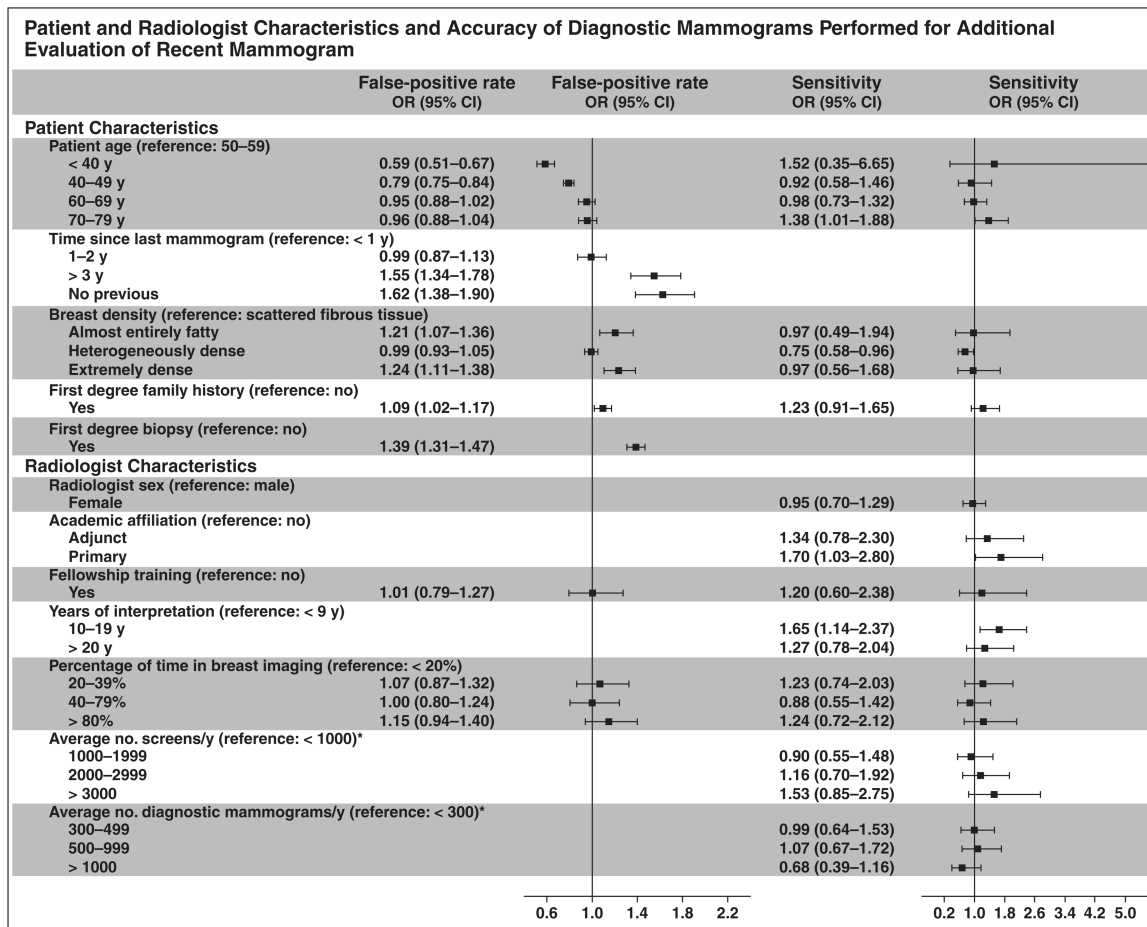 Patient and Radiologist Characteristics and Accuracy of Diagnostic Mammograms Performed for Additional
Evaluation of Recent Mammogram
False-positive rate False-positive rate Sensitivity Sensitivity
OR (95% CI) OR (95% CI) OR (95% CI) OR (95% CI)
Patient Characteristics
Patient age (reference: 50–59)
< 40 y 0.59 (0.51–0.67) 1.52 (0.35–6.65)
40–49 y 0.79 (0.75–0.84) 0.92 (0.58–1.46)
60–69 y 0.95 (0.88–1.02) 0.98 (0.73–1.32)
70–79 y 0.96 (0.88–1.04) 1.38 (1.01–1.88)
Time since last mammogram (reference: < 1 y)
1–2 y 0.99 (0.87–1.13)
> 3 y 1.55 (1.34–1.78)
No previous 1.62 (1.38–1.90)
Breast density (reference: scattered fibrous tissue)
Almost entirely fatty 1.21 (1.07–1.36) 0.97 (0.49–1.94)
Heterogeneously dense 0.99 (0.93–1.05) 0.75 (0.58–0.96)
Extremely dense 1.24 (1.11–1.38) 0.97 (0.56–1.68)
First degree family history (reference: no)
Yes 1.09 (1.02–1.17) 1.23 (0.91–1.65)
First degree biopsy (reference: no)
Yes 1.39 (1.31–1.47)
Radiologist Characteristics
Radiologist sex (reference: male)
Female 0.95 (0.70–1.29)
Academic affiliation (reference: no)
Adjunct 1.34 (0.78–2.30)
Primary 1.70 (1.03–2.80)
Fellowship training (reference: no)
Yes 1.01 (0.79–1.27) 1.20 (0.60–2.38)
Years of interpretation (reference: < 9 y)
10–19 y 1.65 (1.14–2.37)
> 20 y 1.27 (0.78–2.04)
Percentage of time in breast imaging (reference: < 20%)
20–39% 1.07 (0.87–1.32) 1.23 (0.74–2.03)
40–79% 1.00 (0.80–1.24) 0.88 (0.55–1.42)
> 80% 1.15 (0.94–1.40) 1.24 (0.72–2.12)
Average no. screens/y (reference: < 1000)*
1000–1999 0.90 (0.55–1.48)
2000–2999 1.16 (0.70–1.92)
> 3000 1.53 (0.85–2.75)
Average no. diagnostic mammograms/y (reference: < 300)*
300–499 0.99 (0.64–1.53)
500–999 1.07 (0.67–1.72)
> 1000 0.68 (0.39–1.16)
0.6 1.0 1.4 1.8 2.2 0.2 1.0 1.8 2.6 3.4 4.2 5.0